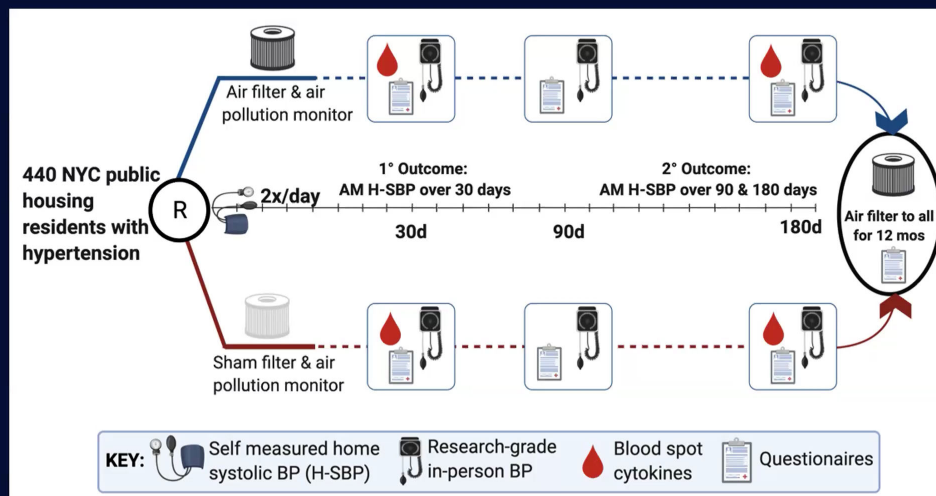 Air filter & air
pollution monitor
440 NYC public
housing
residents with
hypertension
R
2x/day
1° Outcome:
AM H-SBP over 30 days
2° Outcome:
AM H-SBP over 90 & 180 days
30d
90d
180d
Air filter to all
for 12 mos
Sham filter & air
pollution monitor
KEY:
Self measured home
systolic BP (H-SBP)
Research-grade
in-person BP
Blood spot
cytokines
Questionaires